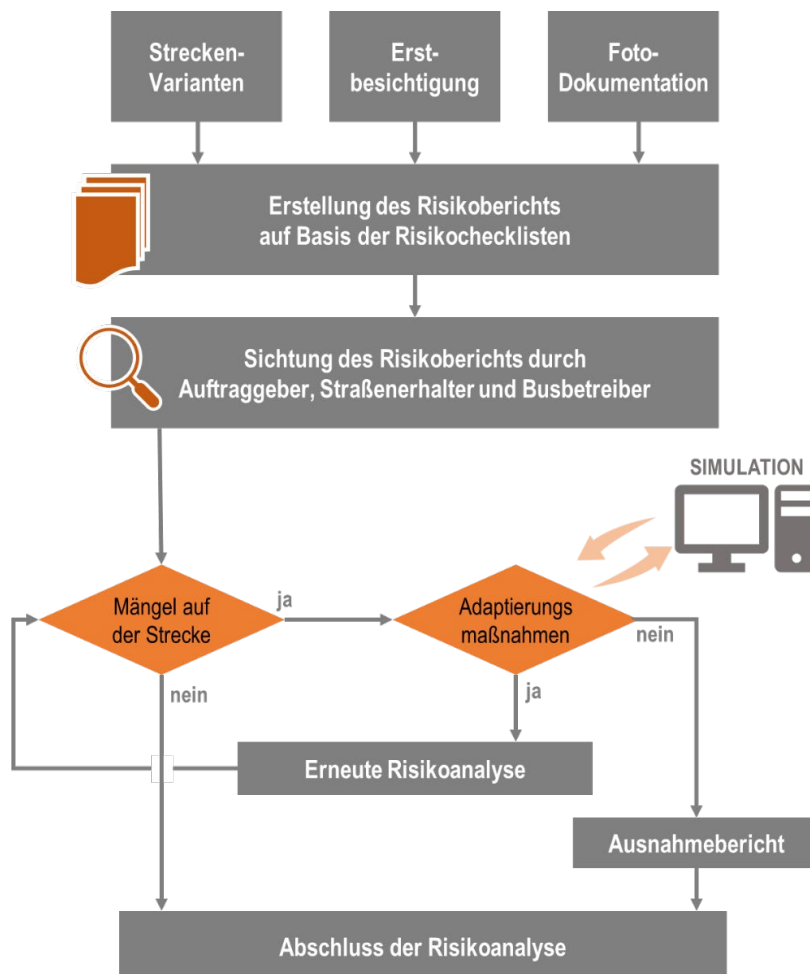 Strecken-
Varianten
Erst-
besichtigung
Foto-
Dokumentation
Erstellung des Risikoberichts
auf Basis der Risikochecklisten
Sichtung des Risikoberichts durch
Auftraggeber, Straßenerhalter und Busbetreiber
SIMULATION
Mängel auf
der Strecke
ja
Adaptierungs
maßnahmen
nein
nein
ja
Erneute Risikoanalyse
Ausnahmebericht
Abschluss der Risikoanalyse